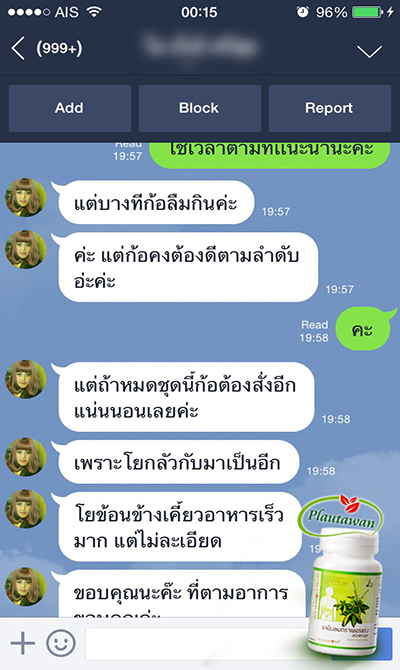 AIS
00:15
96%
(999+)
Add
Block
Report
Read
19:57
ใช้เวลาตามที่แนะนำนะคะ
แต่บางทีก้อลืมกินค่ะ
19:57
ค่ะ แต่ก้อคงต้องดีตามลำดับ
อ่ะค่ะ
19:57
Read
19:58
คะ
แต่ถ้าหมดชุดนี้ก้อต้องสั่งอีก
แน่นนอนเลยค่ะ
19:58
เพราะโยกลัวกับมาเป็นอีก
19:58
โยข้อนข้างเคี้ยวอาหารเร็ว
มาก แต่ไม่ละเอียด
Plautawan
ขอบคุณนะค๊ะ ที่ตามอาการ